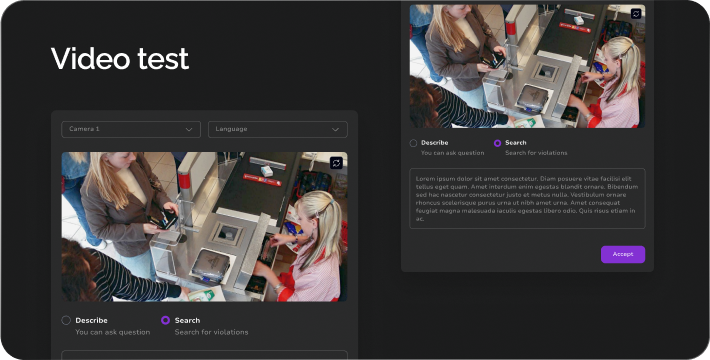 Video test
Camera 1
Language
Describe
You can ask question
Search
Search for violations
Describe
You can ask question
Search
Search for violations
Lorem ipsum dolor sit amet consectetur. Diam posuere vitae facilisi elit
tellus eget quam. Amet interdum enim egestas blandit ornare. Bibendum
sed hac nascetur consectetur justo et metus nulla. Vestibulum ornare
rhoncus scelerisque purus urna ut nibh amet urna. Amet consequat
feugiat magna malesuada iaculis egestas libero odio. Quis risus etiam in
ac.
Accept